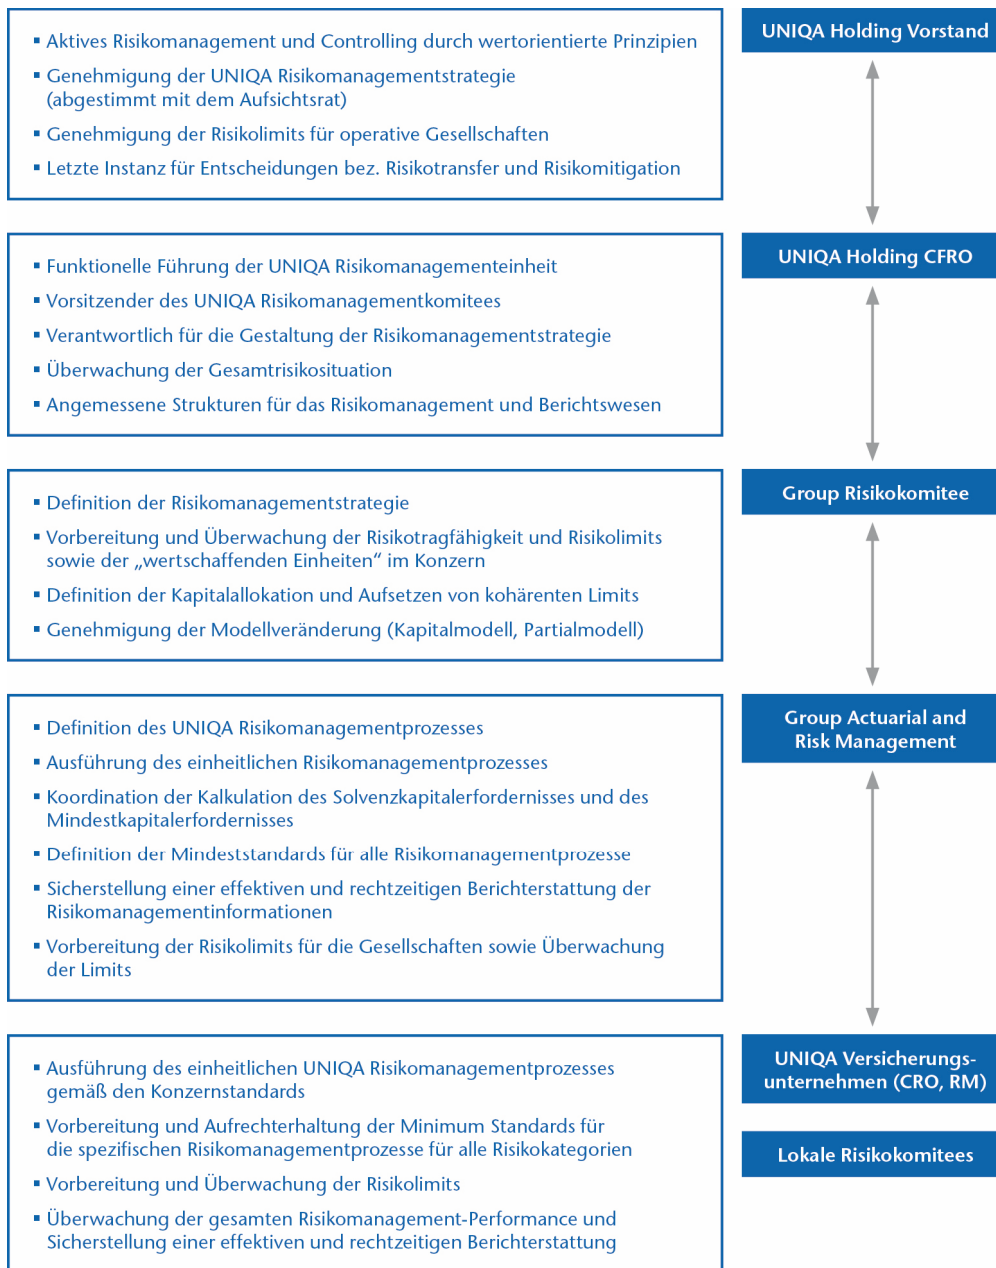 ▪ Aktives Risikomanagement und Controlling durch wertorientierte Prinzipien
▪ Genehmigung der UNIQA Risikomanagementstrategie
(abgestimmt mit dem Aufsichtsrat)
▪ Genehmigung der Risikolimits für operative Gesellschaften
▪ Letzte Instanz für Entscheidungen bez. Risikotransfer und Risikomitigation
UNIQA Holding Vorstand
▪ Funktionelle Führung der UNIQA Risikomanagementeinheit
▪ Vorsitzender des UNIQA Risikomanagementkomitees
▪ Verantwortlich für die Gestaltung der Risikomanagementstrategie
▪ Überwachung der Gesamtrisikosituation
▪ Angemessene Strukturen für das Risikomanagement und Berichtswesen
UNIQA Holding CFRO
▪ Definition der Risikomanagementstrategie
▪ Vorbereitung und Überwachung der Risikotragfähigkeit und Risikolimits
sowie der „wertschaffenden Einheiten“ im Konzern
▪ Definition der Kapitalallokation und Aufsetzen von kohärenten Limits
▪ Genehmigung der Modellveränderung (Kapitalmodell, Partialmodell)
Group Risikokomitee
▪ Definition des UNIQA Risikomanagementprozesses
▪ Ausführung des einheitlichen Risikomanagementprozesses
▪ Koordination der Kalkulation des Solvenzkapitalerfordernisses und des
Mindestkapitalerfordernisses
▪ Definition der Mindeststandards für alle Risikomanagementprozesse
▪ Sicherstellung einer effektiven und rechtzeitigen Berichterstattung der
Risikomanagementinformationen
▪ Vorbereitung der Risikolimits für die Gesellschaften sowie Überwachung
der Limits
Group Actuarial and
Risk Management
▪ Ausführung des einheitlichen UNIQA Risikomanagementprozesses
gemäß den Konzernstandards
▪ Vorbereitung und Aufrechterhaltung der Minimum Standards für
die spezifischen Risikomanagementprozesse für alle Risikokategorien
▪ Vorbereitung und Überwachung der Risikolimits
▪ Überwachung der gesamten Risikomanagement-Performance und
Sicherstellung einer effektiven und rechtzeitigen Berichterstattung
UNIQA Versicherungs-
unternehmen (CRO, RM)
Lokale Risikokomitees